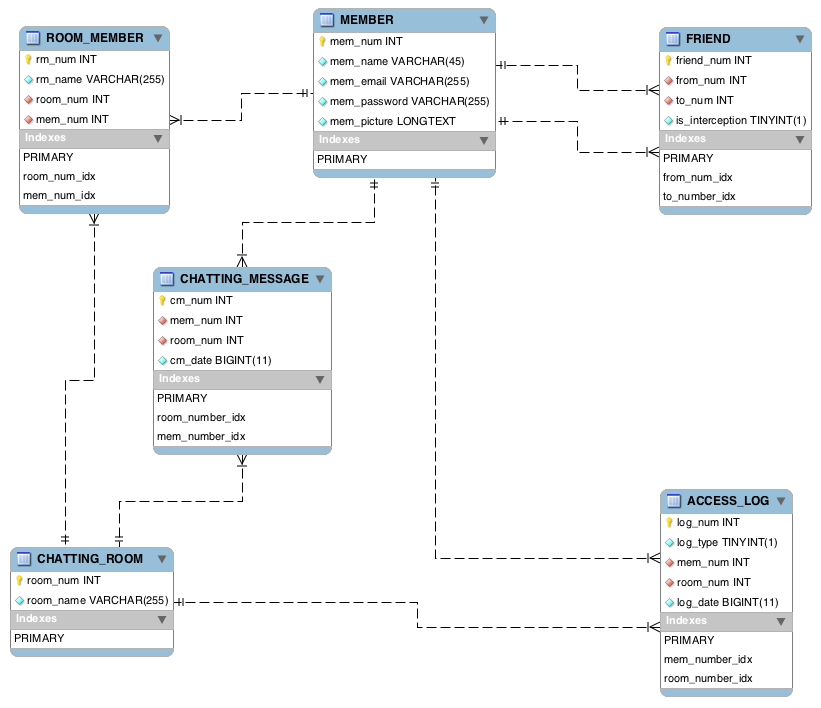 ROOM_MEMBER
rm_num INT
rm_name VARCHAR(255)
room_num INT
mem_num INT
Indexes
PRIMARY
room_num_idx
mem_num_idx
MEMBER
mem_num INT
mem_name VARCHAR(45)
mem_email VARCHAR(255)
mem_password VARCHAR(255)
mem_picture LONGTEXT
Indexes
PRIMARY
FRIEND
friend_num INT
from_num INT
to_num INT
is_interception TINYINT(1)
Indexes
PRIMARY
from_num_idx
to_number_idx
CHATTING_MESSAGE
cm_num INT
mem_num INT
room_num INT
cm_date BIGINT(11)
Indexes
PRIMARY
room_number_idx
mem_number_idx
CHATTING_ROOM
room_num INT
room_name VARCHAR(255)
Indexes
PRIMARY
ACCESS_LOG
log_num INT
log_type TINYINT(1)
mem_num INT
room_num INT
log_date BIGINT(11)
Indexes
PRIMARY
mem_number_idx
room_number_idx